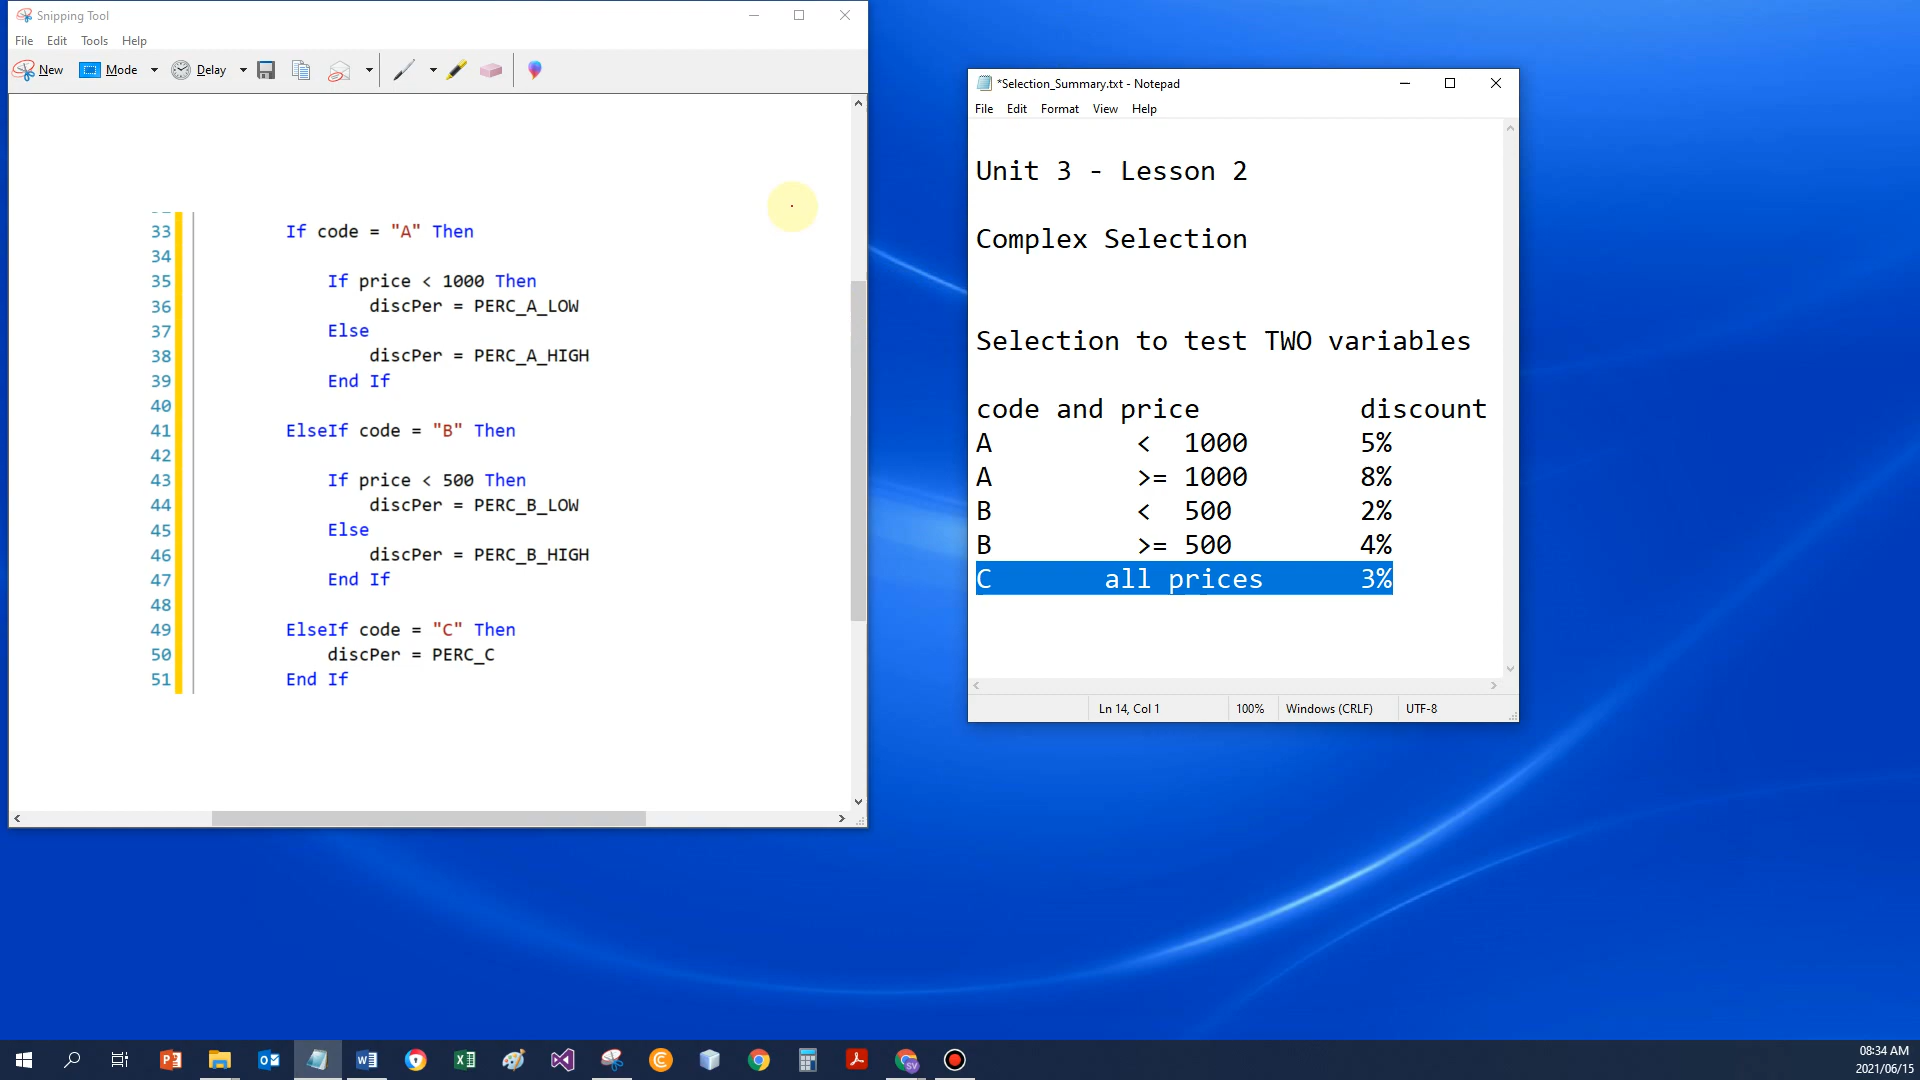 Snipping Tool
File Edit Tools Help
New Mode Delay
33 If code = "A" Then
34
35 If price < 1000 Then
36 discPer = PERC_A_LOW
37 Else
38 discPer = PERC_A_HIGH
39 End If
40
41 ElseIf code = "B" Then
42
43 If price < 500 Then
44 discPer = PERC_B_LOW
45 Else
46 discPer = PERC_B_HIGH
47 End If
48
49 ElseIf code = "C" Then
50 discPer = PERC_C
51 End If
*Selection_Summary.txt - Notepad
File Edit Format View Help
Unit 3 - Lesson 2
Complex Selection
Selection to test TWO variables
code and price discount
A < 1000 5%
A >= 1000 8%
B < 500 2%
B >= 500 4%
C all prices 3%
Ln 14, Col 1 100% Windows (CRLF) UTF-8
08:34 AM
2021/06/15